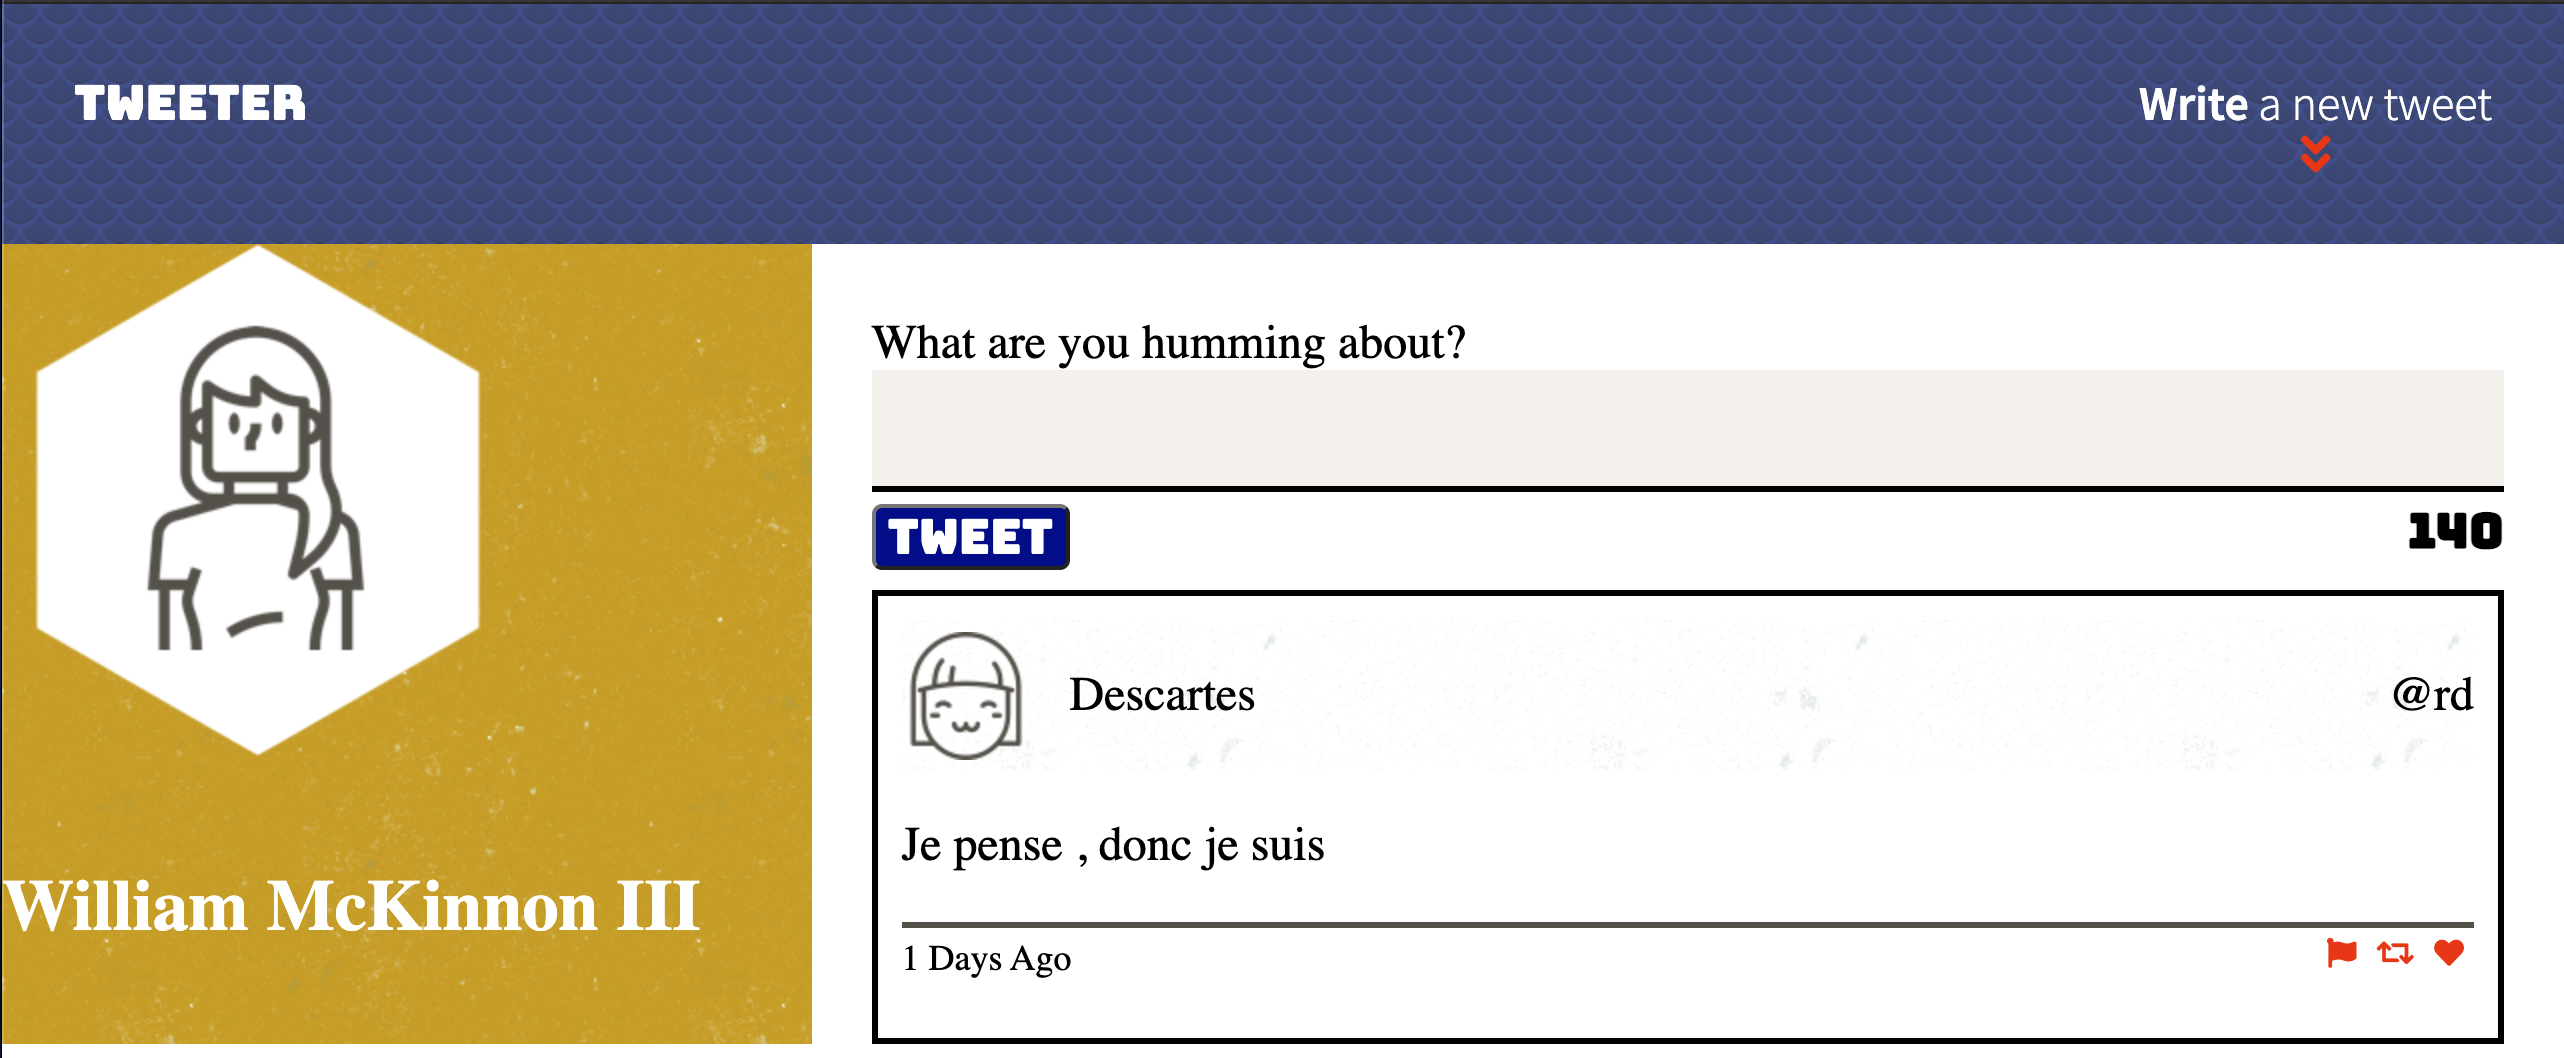 TWEETER
Write a new tweet
William McKinnon III
What are you humming about?
TWEET
140
Descartes
@rd
Je pense , donc je suis
1 Days Ago